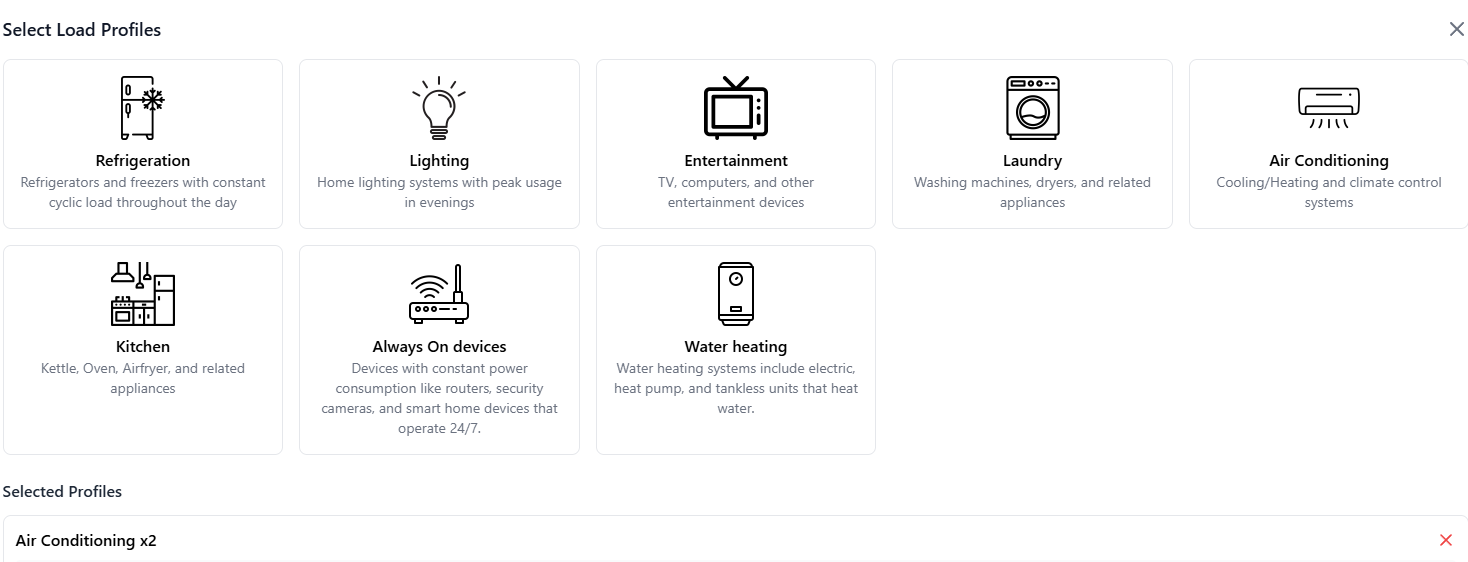 Select Load Profiles
Refrigeration
Refrigerators and freezers with constant
cyclic load throughout the day
Lighting
Home lighting systems with peak usage
in evenings
Entertainment
TV, computers, and other
entertainment devices
Laundry
Washing machines, dryers, and related
appliances
Air Conditioning
Cooling/Heating and climate control
systems
Kitchen
Kettle, Oven, Airfryer, and related
appliances
Always On devices
Devices with constant power
consumption like routers, security
cameras, and smart home devices that
operate 24/7.
Water heating
Water heating systems include electric,
heat pump, and tankless units that heat
water.
Selected Profiles
Air Conditioning x2